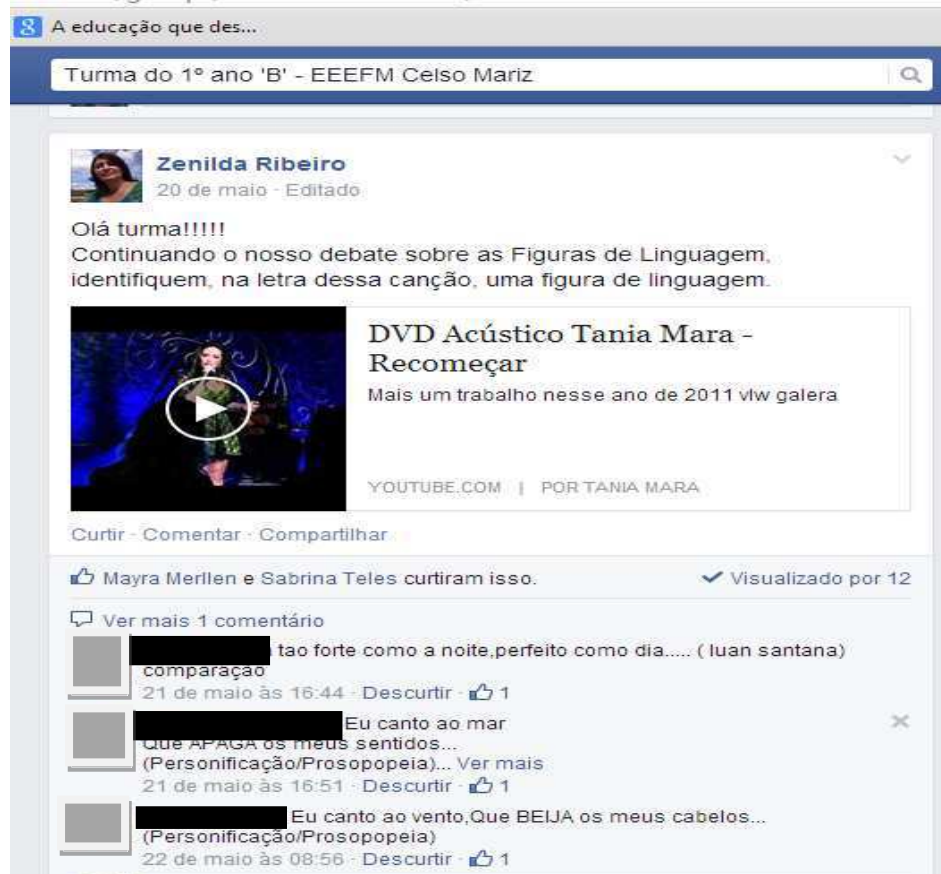 A educação que des...
Turma do 1º ano 'B' - EEEFM Celso Mariz
Zenilda Ribeiro
20 de maio · Editado
Olá turma!!!!!
Continuando o nosso debate sobre as Figuras de Linguagem,
identifiquem, na letra dessa canção, uma figura de linguagem.
DVD Acústico Tania Mara -
Recomeçar
Mais um trabalho nesse ano de 2011 vlw galera
YOUTUBE.COM | POR TANIA MARA
Curtir · Comentar · Compartilhar
Mayra Merllen e Sabrina Teles curtiram isso.
Visualizado por 12
Ver mais 1 comentário
tao forte como a noite,perfeito como dia..... ( luan santana)
comparação
21 de maio às 16:44 · Descurtir · 1
Eu canto ao mar
Que APAGA os meus sentidos...
(Personificação/Prosopopeia)... Ver mais
21 de maio às 16:51 · Descurtir · 1
Eu canto ao vento,Que BEIJA os meus cabelos...
(Personificação/Prosopopeia)
22 de maio às 08:56 · Descurtir · 1